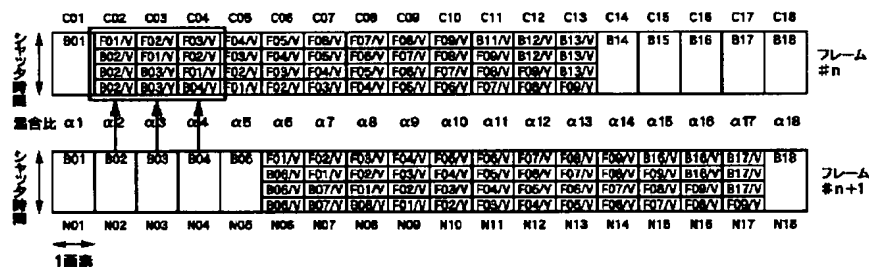 C01 C02 C03 C04 C05 C06 C07 C08 C09 C10 C11 C12 C13 C14 C15 C16 C17 C18
シャッタ時間
B01 F01/V F02/V F03/V F04/V F05/V F06/V F07/V F08/V F09/V B11/V B12/V B13/V B14 B15 B16 B17 B18
B02/V F01/V F02/V F03/V F04/V F05/V F06/V F07/V F08/V F09/V B12/V B13/V
B02/V B03/V F01/V F02/V F03/V F04/V F05/V F06/V F07/V F08/V F09/V B13/V
B02/V B03/V B04/V F01/V F02/V F03/V F04/V F05/V F06/V F07/V F08/V F09/V
フレーム
#n
混合比 α1 α2 α3 α4 α5 α6 α7 α8 α9 α10 α11 α12 α13 α14 α15 α16 α17 α18
シャッタ時間
B01 B02 B03 B04 B05 F01/V F02/V F03/V F04/V F05/V F06/V F07/V F08/V F09/V B15/V B16/V B17/V B18
B06/V F01/V F02/V F03/V F04/V F05/V F06/V F07/V F08/V F09/V B16/V B17/V
B06/V B07/V F01/V F02/V F03/V F04/V F05/V F06/V F07/V F08/V F09/V B17/V
B06/V B07/V B08/V F01/V F02/V F03/V F04/V F05/V F06/V F07/V F08/V F09/V
フレーム
#n+1
N01 N02 N03 N04 N05 N06 N07 N08 N09 N10 N11 N12 N13 N14 N15 N16 N17 N18
1画素